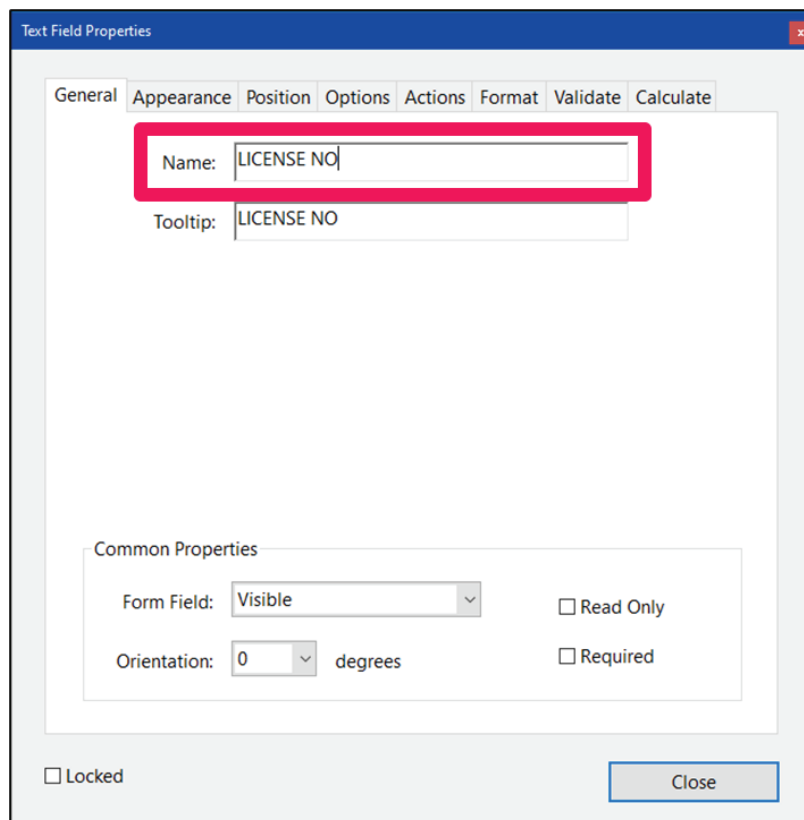 Text Field Properties
x
General Appearance Position Options Actions Format Validate Calculate
Name: LICENSE NO
Tooltip: LICENSE NO
Common Properties
Form Field: Visible
Read Only
Orientation: 0 degrees
Required
Locked
Close